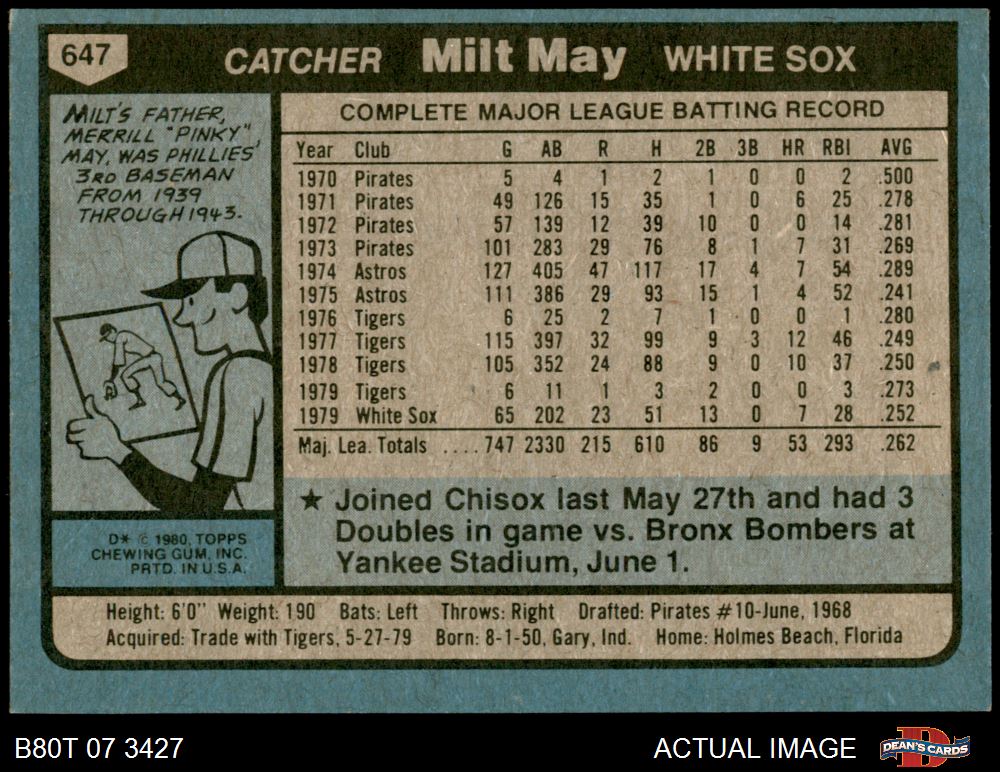 647
CATCHER Milt May WHITE SOX
MILT'S FATHER,
MERRILL "PINKY"
MAY, WAS PHILLIES'
3RD BASEMAN
FROM 1939
THROUGH 1943.
COMPLETE MAJOR LEAGUE BATTING RECORD
Year Club G AB R H 2B 3B HR RBI AVG
1970 Pirates 5 4 1 2 1 0 0 2 .500
1971 Pirates 49 126 15 35 1 0 6 25 .278
1972 Pirates 57 139 12 39 10 0 0 14 .281
1973 Pirates 101 283 29 76 8 1 7 31 .269
1974 Astros 127 405 47 117 17 4 7 54 .289
1975 Astros 111 386 29 93 15 1 4 52 .241
1976 Tigers 6 25 2 7 1 0 0 1 .280
1977 Tigers 115 397 32 99 9 3 12 46 .249
1978 Tigers 105 352 24 88 9 0 10 37 .250
1979 Tigers 6 11 1 3 2 0 0 3 .273
1979 White Sox 65 202 23 51 13 0 7 28 .252
Maj. Lea. Totals ....747 2330 215 610 86 9 53 293 .262
★ Joined Chisox last May 27th and had 3
Doubles in game vs. Bronx Bombers at
Yankee Stadium, June 1.
D* © 1980, TOPPS
CHEWING GUM, INC.
PRTD. IN U.S.A.
Height: 6'0" Weight: 190 Bats: Left Throws: Right Drafted: Pirates #10-June, 1968
Acquired: Trade with Tigers, 5-27-79 Born: 8-1-50, Gary, Ind. Home: Holmes Beach, Florida
B80T 07 3427 ACTUAL IMAGE DEAN'S CARDS